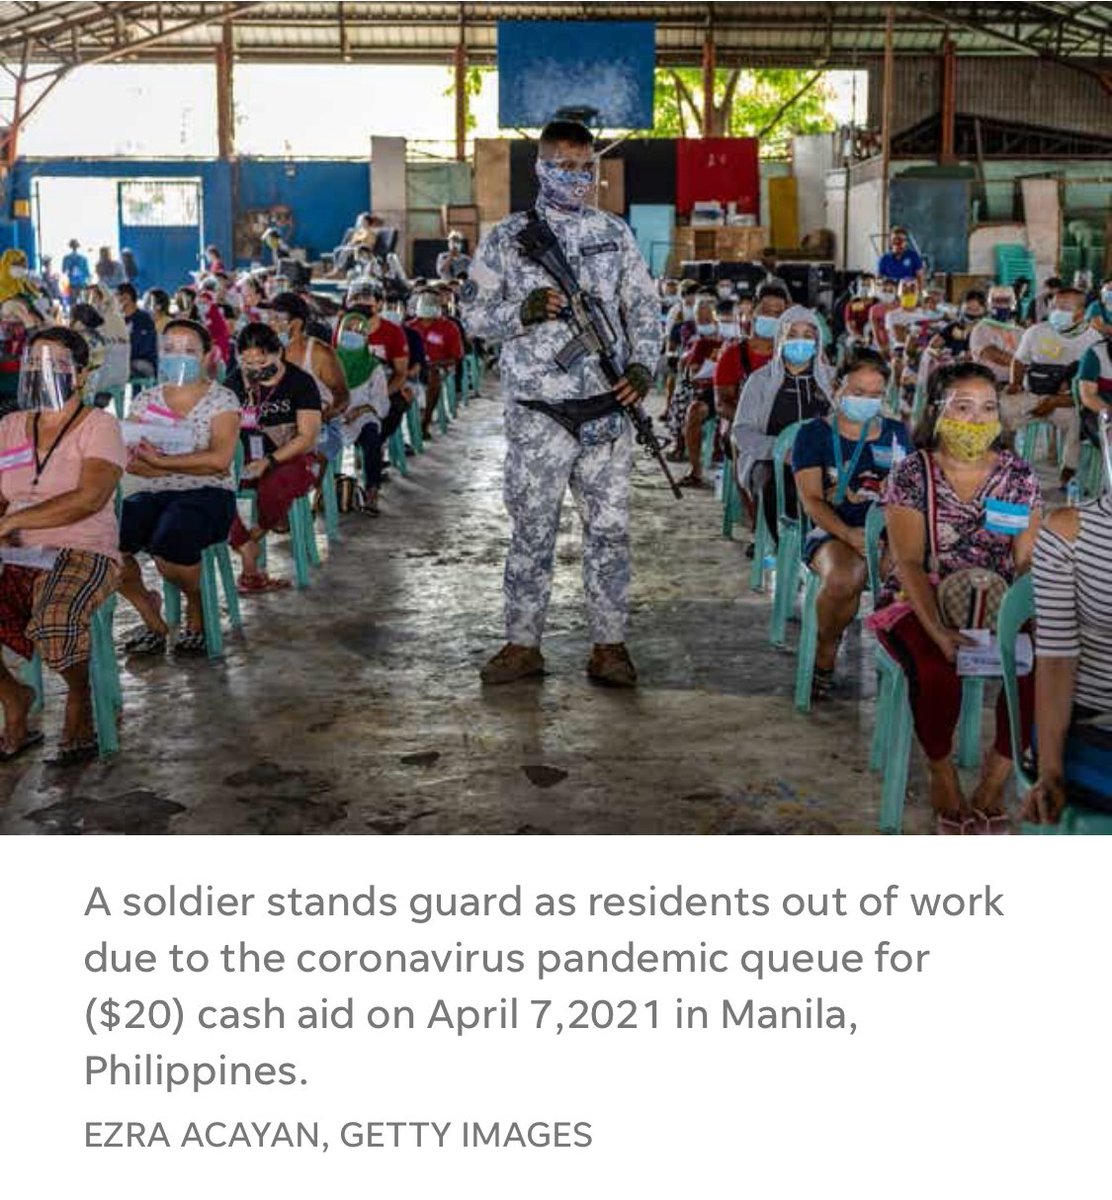 A soldier stands guard as residents out of work
due to the coronavirus pandemic queue for
($20) cash aid on April 7,2021 in Manila,
Philippines.
EZRA ACAYAN, GETTY IMAGES